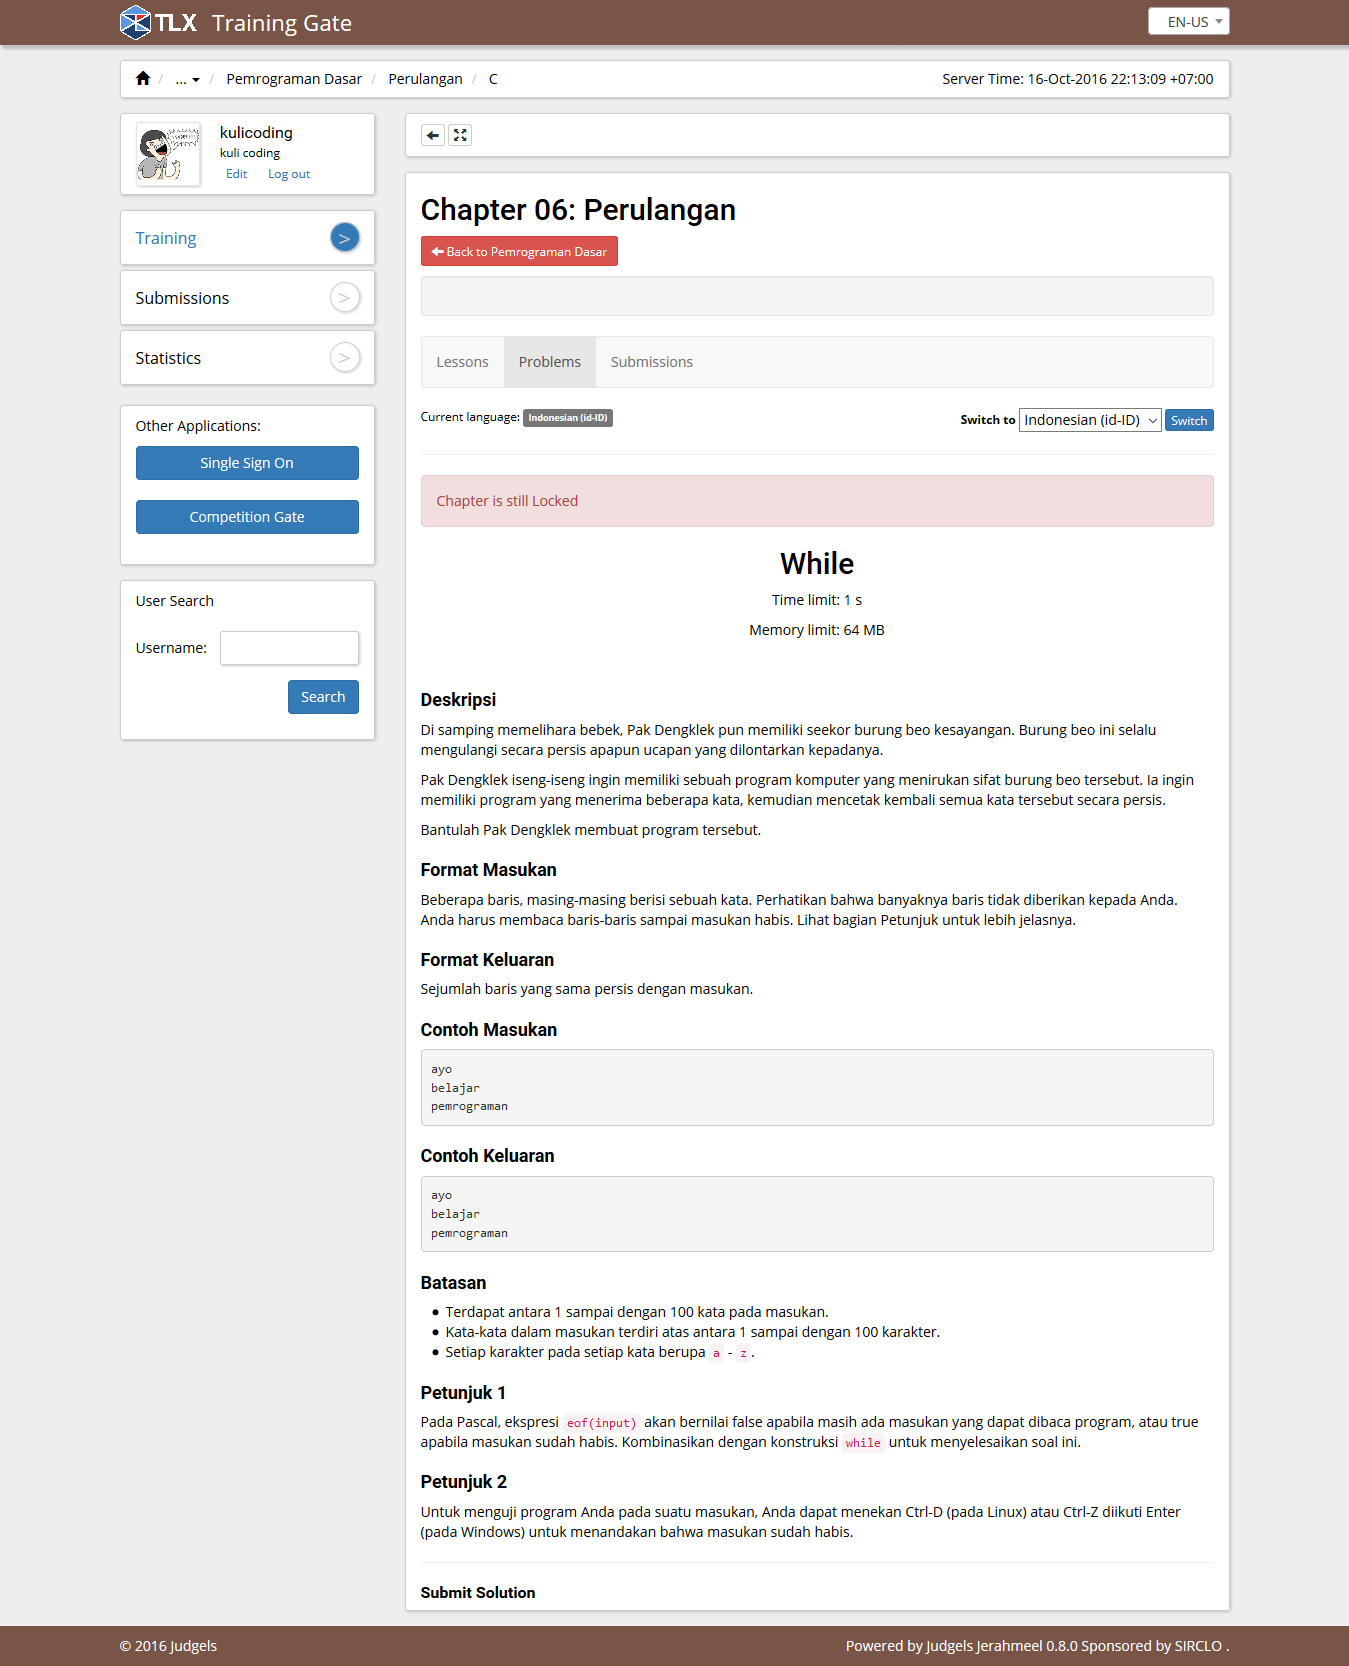 TLX Training Gate
EN-US
... Pemrograman Dasar / Perulangan / C
Server Time: 16-Oct-2016 22:13:09 +07:00
kulicoding
kuli coding
Edit Log out
Training >
Submissions >
Statistics >
Other Applications:
Single Sign On
Competition Gate
User Search
Username:
Search
Chapter 06: Perulangan
Back to Pemrograman Dasar
Lessons Problems Submissions
Current language: Indonesian (id-ID)
Switch to Indonesian (id-ID) Switch
Chapter is still Locked
While
Time limit: 1 s
Memory limit: 64 MB
Deskripsi
Di samping memelihara bebek, Pak Dengklek pun memiliki seekor burung beo kesayangan. Burung beo ini selalu
mengulangi secara persis apapun ucapan yang dilontarkan kepadanya.
Pak Dengklek iseng-iseng ingin memiliki sebuah program komputer yang menirukan sifat burung beo tersebut. Ia ingin
memiliki program yang menerima beberapa kata, kemudian mencetak kembali semua kata tersebut secara persis.
Bantulah Pak Dengklek membuat program tersebut.
Format Masukan
Beberapa baris, masing-masing berisi sebuah kata. Perhatikan bahwa banyaknya baris tidak diberikan kepada Anda.
Anda harus membaca baris-baris sampai masukan habis. Lihat bagian Petunjuk untuk lebih jelasnya.
Format Keluaran
Sejumlah baris yang sama persis dengan masukan.
Contoh Masukan
ayo
belajar
pemrograman
Contoh Keluaran
ayo
belajar
pemrograman
Batasan
• Terdapat antara 1 sampai dengan 100 kata pada masukan.
• Kata-kata dalam masukan terdiri atas antara 1 sampai dengan 100 karakter.
• Setiap karakter pada setiap kata berupa a - z.
Petunjuk 1
Pada Pascal, ekspresi eof(input) akan bernilai false apabila masih ada masukan yang dapat dibaca program, atau true
apabila masukan sudah habis. Kombinasikan dengan konstruksi while untuk menyelesaikan soal ini.
Petunjuk 2
Untuk menguji program Anda pada suatu masukan, Anda dapat menekan Ctrl-D (pada Linux) atau Ctrl-Z diikuti Enter
(pada Windows) untuk menandakan bahwa masukan sudah habis.
Submit Solution
© 2016 Judgels
Powered by Judgels Jerahmeel 0.8.0 Sponsored by SIRCLO .